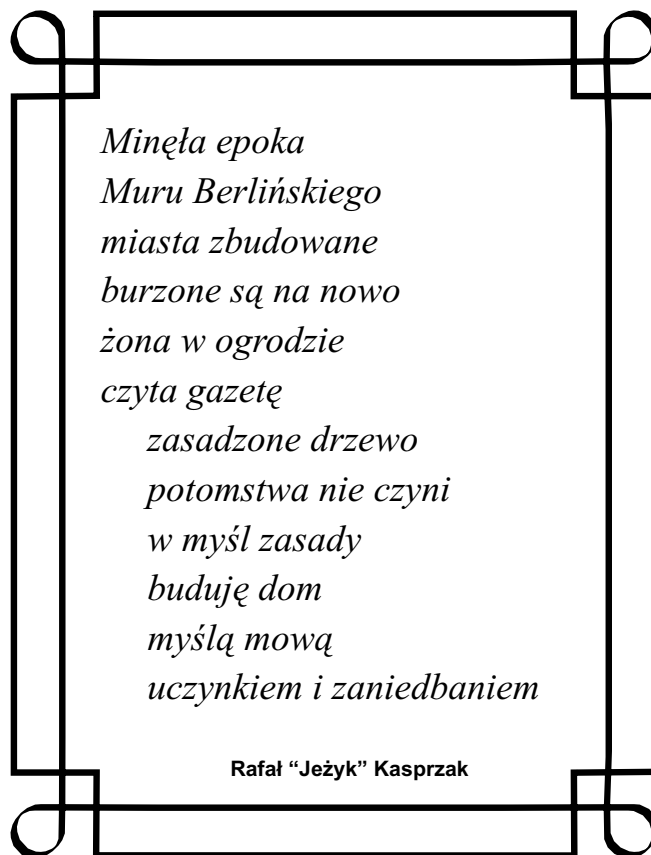 Minęła epoka
Muru Berlińskiego
miasta zbudowane
burzone są na nowo
żona w ogrodzie
czyta gazetę
zasadzone drzewo
potomstwa nie czyni
w myśl zasady
buduję dom
myślą mową
uczynkiem i zaniedbaniem
Rafał “Jeżyk” Kasprzak